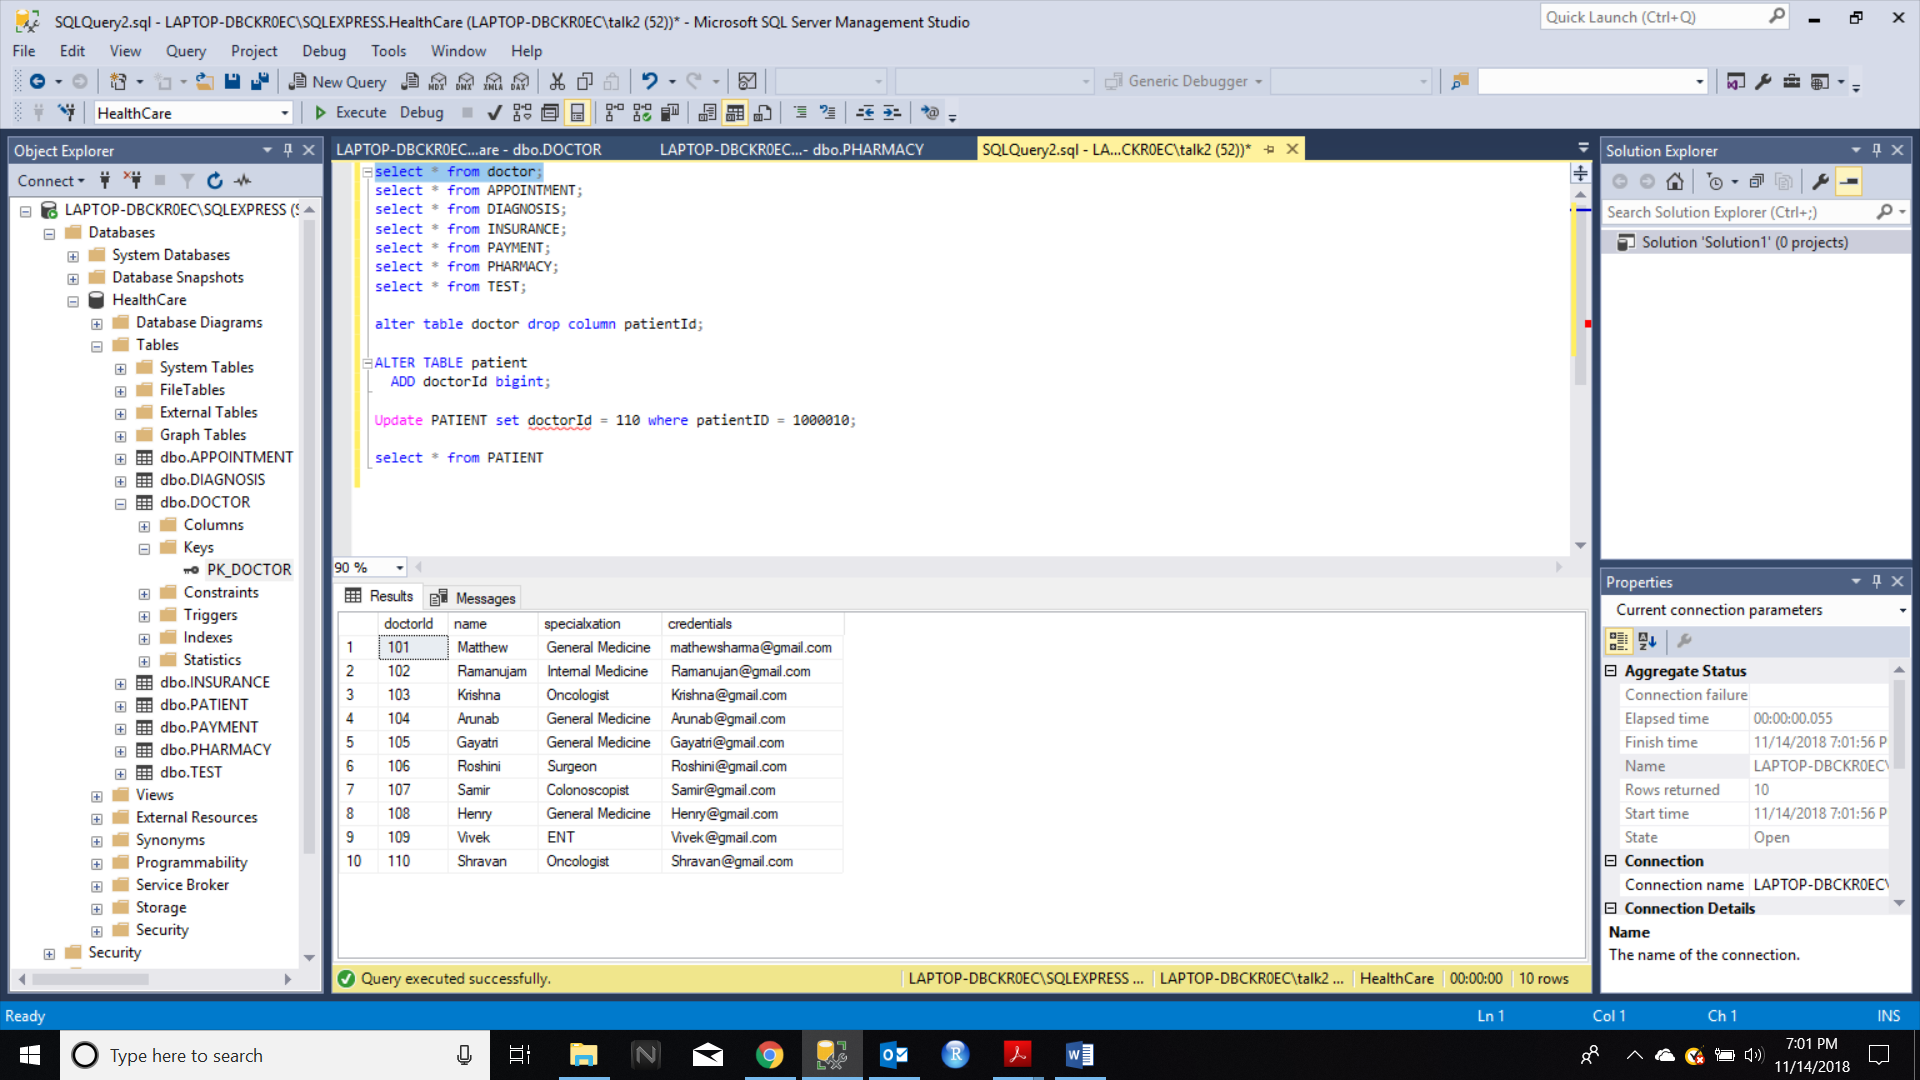 SQLQuery2.sql - LAPTOP-DBCKR0EC\SQLEXPRESS.HealthCare (LAPTOP-DBCKR0EC\talk2 (52))* - Microsoft SQL Server Management Studio
Quick Launch (Ctrl+Q)
File Edit View Query Project Debug Tools Window Help
New Query
MDX DMX XMLA DAX
Generic Debugger
HealthCare
Execute Debug
Object Explorer
Connect
LAPTOP-DBCKR0EC\SQLEXPRESS (S
Databases
System Databases
Database Snapshots
HealthCare
Database Diagrams
Tables
System Tables
FileTables
External Tables
Graph Tables
dbo.APPOINTMENT
dbo.DIAGNOSIS
dbo.DOCTOR
Columns
Keys
PK_DOCTOR
Constraints
Triggers
Indexes
Statistics
dbo.INSURANCE
dbo.PATIENT
dbo.PAYMENT
dbo.PHARMACY
dbo.TEST
Views
External Resources
Synonyms
Programmability
Service Broker
Storage
Security
Security
LAPTOP-DBCKR0EC...are - dbo.DOCTOR
LAPTOP-DBCKR0EC...- dbo.PHARMACY
SQLQuery2.sql - LA...CKR0EC\talk2 (52))*
select * from doctor;
select * from APPOINTMENT;
select * from DIAGNOSIS;
select * from INSURANCE;
select * from PAYMENT;
select * from PHARMACY;
select * from TEST;
alter table doctor drop column patientId;
ALTER TABLE patient
ADD doctorId bigint;
Update PATIENT set doctorId = 110 where patientID = 1000010;
select * from PATIENT
90 %
Results Messages
doctorId name specialxation credentials
1 101 Matthew General Medicine mathewsharma@gmail.com
2 102 Ramanujam Internal Medicine Ramanujan@gmail.com
3 103 Krishna Oncologist Krishna@gmail.com
4 104 Arunab General Medicine Arunab@gmail.com
5 105 Gayatri General Medicine Gayatri@gmail.com
6 106 Roshini Surgeon Roshini@gmail.com
7 107 Samir Colonoscopist Samir@gmail.com
8 108 Henry General Medicine Henry@gmail.com
9 109 Vivek ENT Vivek@gmail.com
10 110 Shravan Oncologist Shravan@gmail.com
Query executed successfully.
LAPTOP-DBCKR0EC\SQLEXPRESS ... LAPTOP-DBCKR0EC\talk2 ... HealthCare 00:00:00 10 rows
Solution Explorer
Search Solution Explorer (Ctrl+;)
Solution 'Solution1' (0 projects)
Properties
Current connection parameters
Aggregate Status
Connection failure
Elapsed time 00:00:00.055
Finish time 11/14/2018 7:01:56 P
Name LAPTOP-DBCKR0EC\
Rows returned 10
Start time 11/14/2018 7:01:56 P
State Open
Connection
Connection name LAPTOP-DBCKR0EC\
Connection Details
Name
The name of the connection.
Ready Ln 1 Col 1 Ch 1 INS
Type here to search
7:01 PM
11/14/2018